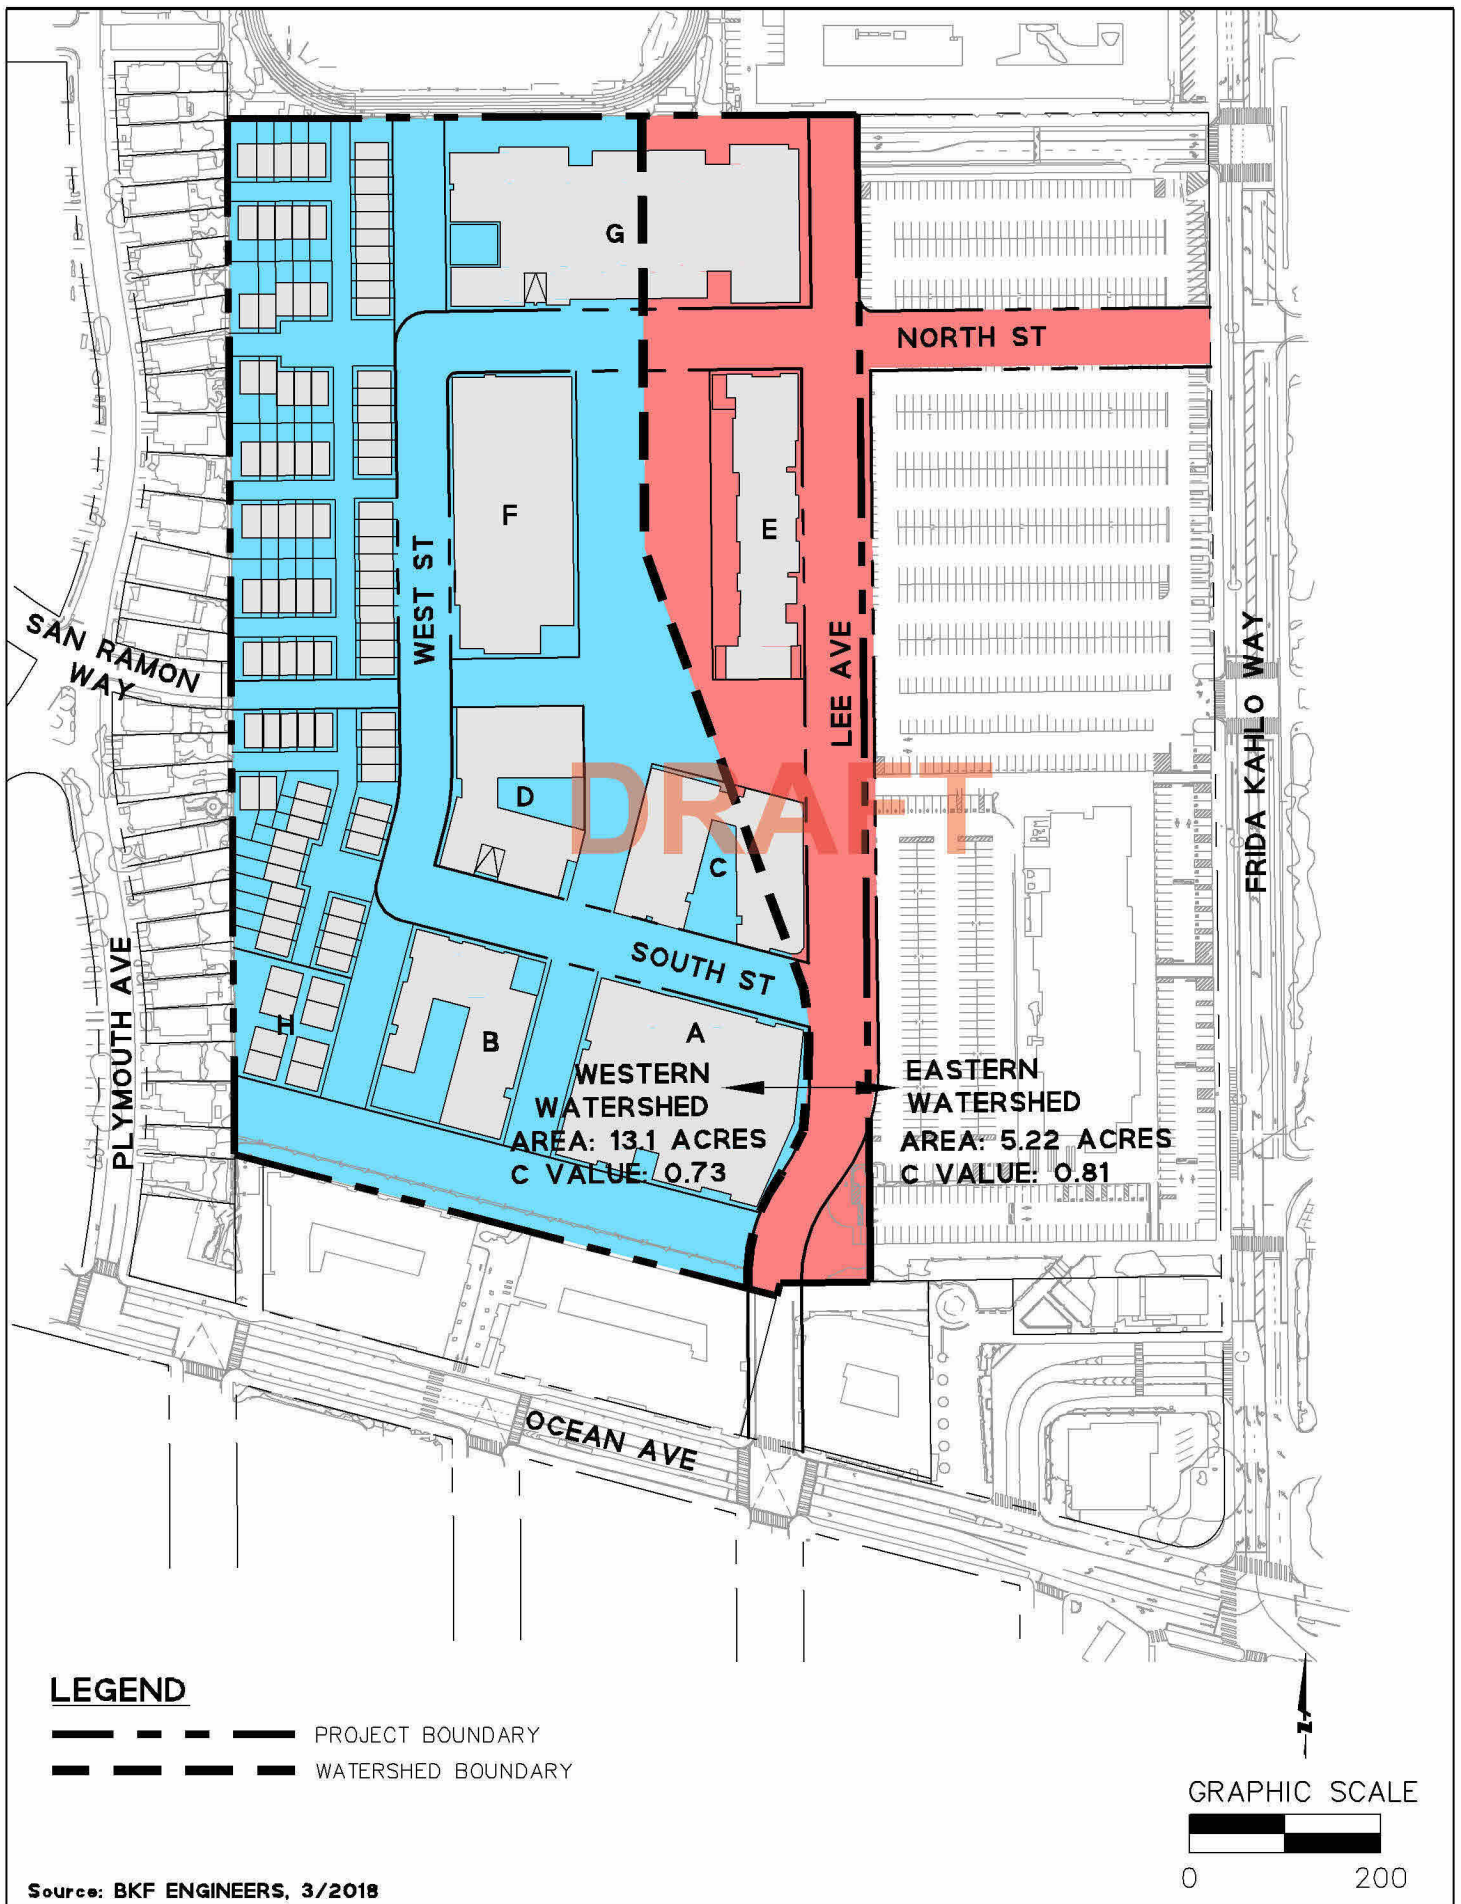 G
NORTH ST
F
E
WEST ST
SAN RAMON
WAY
LEE AVE
FRIDA KAHLO WAY
DRAFT
D
C
SOUTH ST
PLYMOUTH AVE
H
B
A
WESTERN
WATERSHED
AREA: 13.1 ACRES
C VALUE: 0.73
EASTERN
WATERSHED
AREA: 5.22 ACRES
C VALUE: 0.81
OCEAN AVE
LEGEND
PROJECT BOUNDARY
WATERSHED BOUNDARY
Z
GRAPHIC SCALE
0 200
Source: BKF ENGINEERS, 3/2018